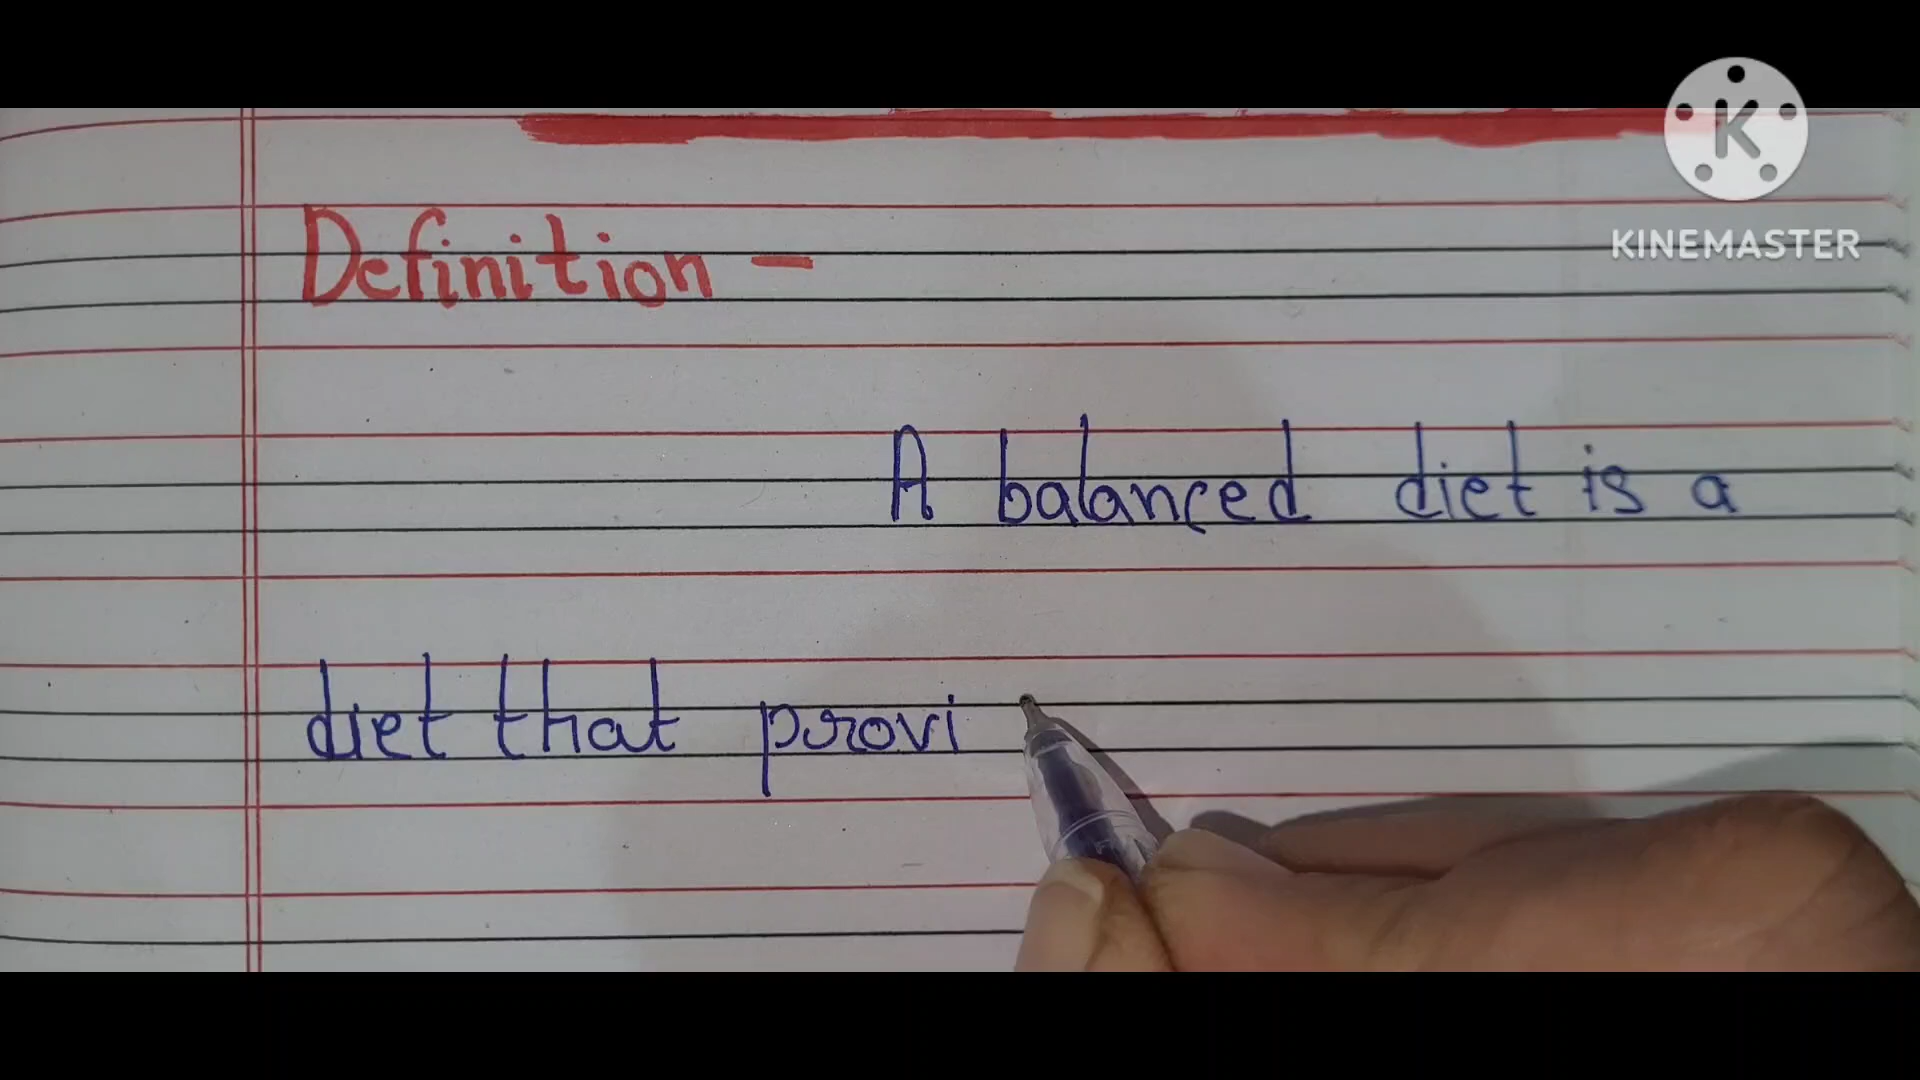 KINEMASTER
Definition -
A balanced diet is a
diet that provi